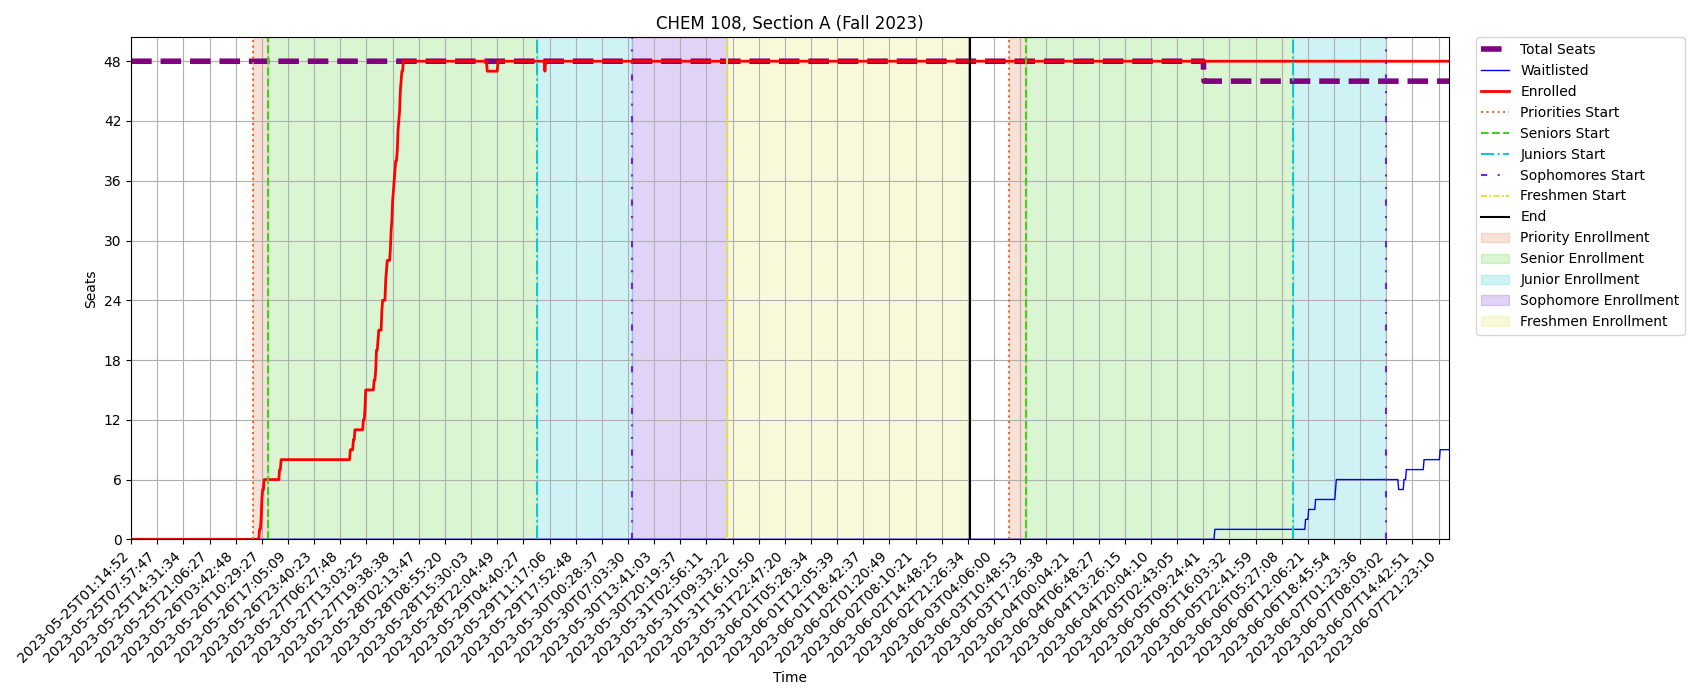 CHEM 108, Section A (Fall 2023)
Seats
48
42
36
30
24
18
12
6
0
2023-05-25T01:14:52
2023-05-25T07:57:47
2023-05-25T14:31:34
2023-05-25T21:06:27
2023-05-26T03:42:48
2023-05-26T10:29:27
2023-05-26T17:05:09
2023-05-26T23:40:23
2023-05-27T06:27:48
2023-05-27T13:03:25
2023-05-27T19:38:38
2023-05-28T02:13:47
2023-05-28T08:55:20
2023-05-28T15:30:03
2023-05-28T22:04:49
2023-05-29T04:40:27
2023-05-29T11:17:06
2023-05-29T17:52:48
2023-05-30T00:28:37
2023-05-30T07:03:30
2023-05-30T13:41:03
2023-05-30T20:19:37
2023-05-31T02:56:11
2023-05-31T09:33:22
2023-05-31T16:10:50
2023-05-31T22:47:20
2023-06-01T05:28:34
2023-06-01T12:05:39
2023-06-01T18:42:37
2023-06-02T01:20:49
2023-06-02T08:10:21
2023-06-02T14:48:25
2023-06-02T21:26:34
2023-06-03T04:06:00
2023-06-03T10:48:53
2023-06-03T17:26:38
2023-06-04T00:04:21
2023-06-04T06:48:27
2023-06-04T13:26:15
2023-06-04T20:04:10
2023-06-05T02:43:05
2023-06-05T09:24:41
2023-06-05T16:03:32
2023-06-05T22:41:59
2023-06-06T05:27:08
2023-06-06T12:06:21
2023-06-06T18:45:54
2023-06-07T01:23:36
2023-06-07T08:03:02
2023-06-07T14:42:51
2023-06-07T21:23:10
Time
Total Seats
Waitlisted
Enrolled
Priorities Start
Seniors Start
Juniors Start
Sophomores Start
Freshmen Start
End
Priority Enrollment
Senior Enrollment
Junior Enrollment
Sophomore Enrollment
Freshmen Enrollment